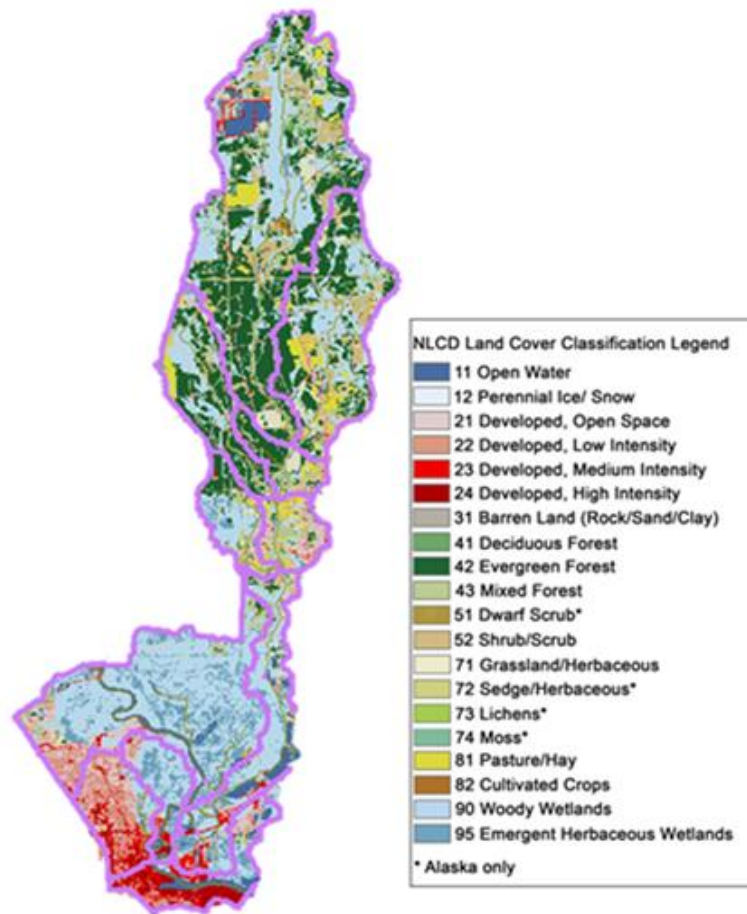 NLCD Land Cover Classification Legend
11 Open Water
12 Perennial Ice/ Snow
21 Developed, Open Space
22 Developed, Low Intensity
23 Developed, Medium Intensity
24 Developed, High Intensity
31 Barren Land (Rock/Sand/Clay)
41 Deciduous Forest
42 Evergreen Forest
43 Mixed Forest
51 Dwarf Scrub*
52 Shrub/Scrub
71 Grassland/Herbaceous
72 Sedge/Herbaceous*
73 Lichens*
74 Moss*
81 Pasture/Hay
82 Cultivated Crops
90 Woody Wetlands
95 Emergent Herbaceous Wetlands
* Alaska only